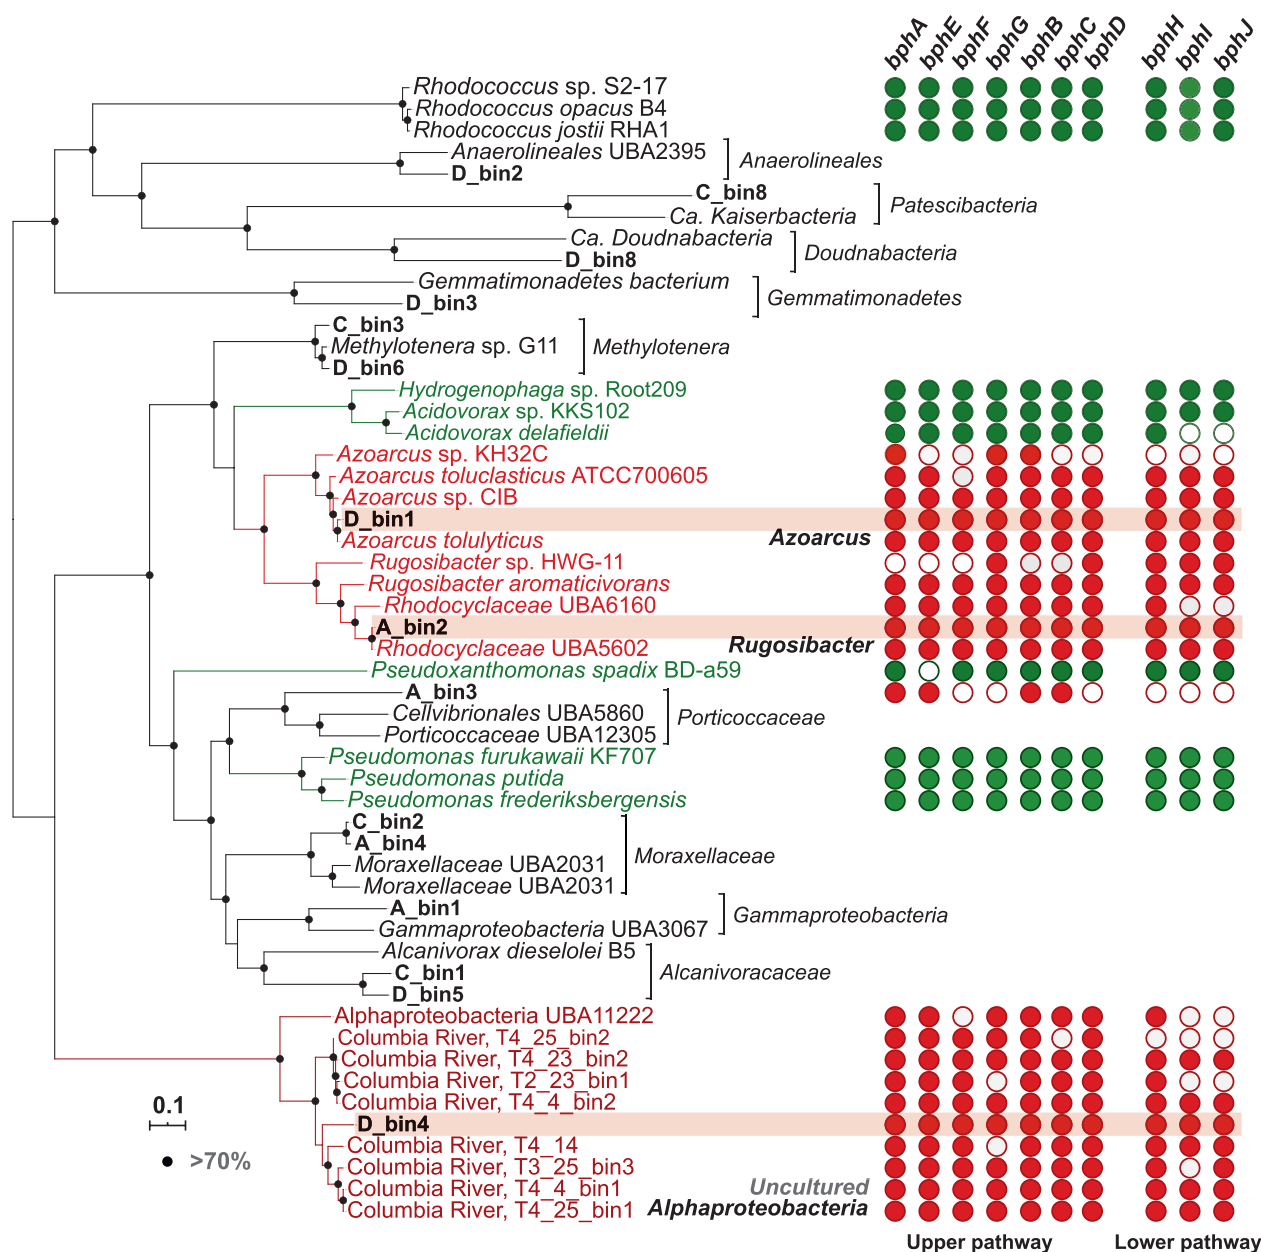 bphA bphE bphF bphG bphB bphC bphD bphH bphI bphJ
Rhodococcus sp. S2-17
Rhodococcus opacus B4
Rhodococcus jostii RHA1
Anaerolineales UBA2395
Anaerolineales
D_bin2
C_bin8
Patescibacteria
Ca. Kaiserbacteria
Ca. Doudnabacteria
Doudnabacteria
D_bin8
Gemmatimonadetes bacterium
Gemmatimonadetes
D_bin3
C_bin3
Methylotenera sp. G11
Methylotenera
D_bin6
Hydrogenophaga sp. Root209
Acidovorax sp. KKS102
Acidovorax delafieldii
Azoarcus sp. KH32C
Azoarcus toluclasticus ATCC700605
Azoarcus sp. CIB
D_bin1
Azoarcus
Azoarcus tolulyticus
Rugosibacter sp. HWG-11
Rugosibacter aromaticivorans
Rhodocyclaceae UBA6160
A_bin2
Rugosibacter
Rhodocyclaceae UBA5602
Pseudoxanthomonas spadix BD-a59
A_bin3
Cellvibrionales UBA5860
Porticoccaceae
Porticoccaceae UBA12305
Pseudomonas furukawaii KF707
Pseudomonas putida
Pseudomonas frederiksbergensis
C_bin2
A_bin4
Moraxellaceae
Moraxellaceae UBA2031
Moraxellaceae UBA2031
A_bin1
Gammaproteobacteria
Gammaproteobacteria UBA3067
Alcanivorax dieselolei B5
C_bin1
Alcanivoracaceae
D_bin5
Alphaproteobacteria UBA11222
Columbia River, T4_25_bin2
Columbia River, T4_23_bin2
Columbia River, T2_23_bin1
Columbia River, T4_4_bin2
0.1
D_bin4
Columbia River, T4_14
>70%
Columbia River, T3_25_bin3
Columbia River, T4_4_bin1
Uncultured
Columbia River, T4_25_bin1
Alphaproteobacteria
Upper pathway
Lower pathway